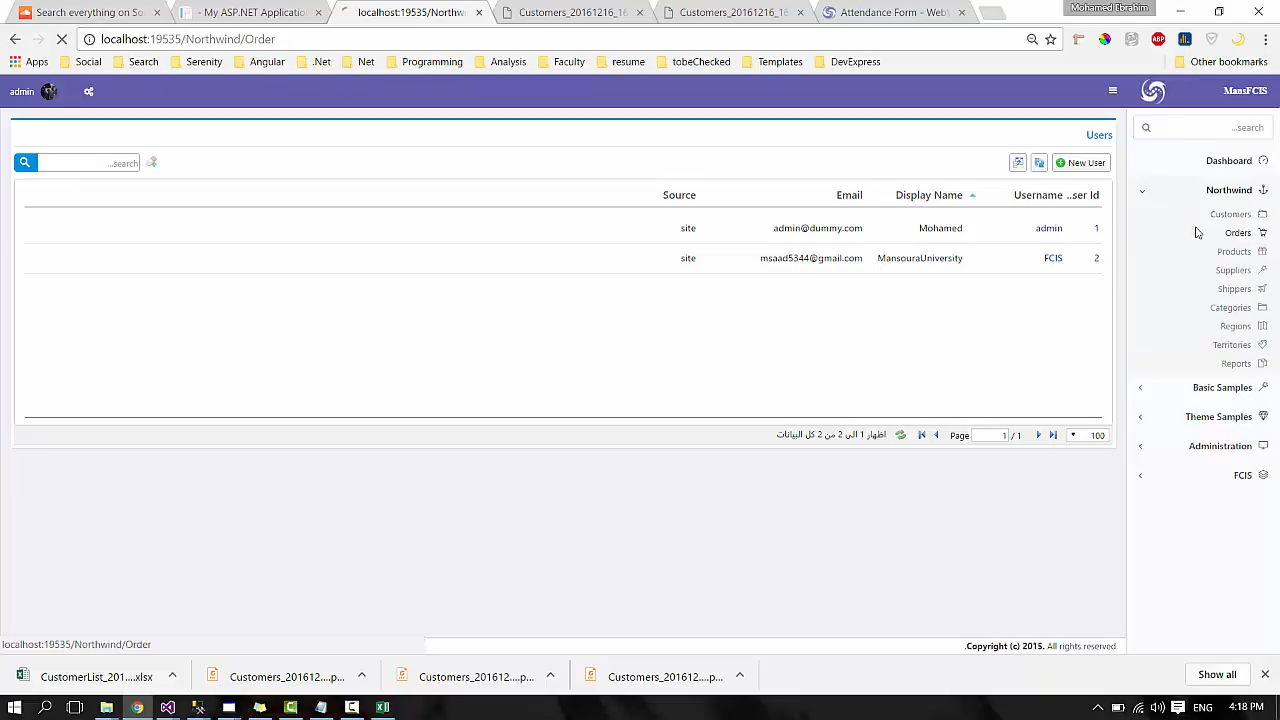 Search everything on So
- My ASP.NET Application
localhost:19535/Northw
Customers_20161216_16
Customers_20161216_16
Attendance Form - Web
Mohamed Ebrahim
localhost:19535/Northwind/Order
Apps
Social
Search
Serenity
Angular
.Net
Net
Programming
Analysis
Faculty
resume
tobeChecked
Templates
DevExpress
Other bookmarks
admin
MansFCIS
Users
...search
New User
Source
Email
Display Name
Username
..ser Id
site
admin@dummy.com
Mohamed
admin
1
site
msaad5344@gmail.com
MansouraUniversity
FCIS
2
اظهار 1 الى 2 من 2 كل البيانات
Page
1
/ 1
100
...search
Dashboard
Northwind
Customers
Orders
Products
Suppliers
Shippers
Categories
Regions
Territories
Reports
Basic Samples
Theme Samples
Administration
FCIS
localhost:19535/Northwind/Order
.Copyright (c) 2015. All rights reserved
CustomerList_201....xlsx
Customers_201612....p...
Customers_201612....p...
Customers_201612....p...
Show all
ENG
4:18 PM